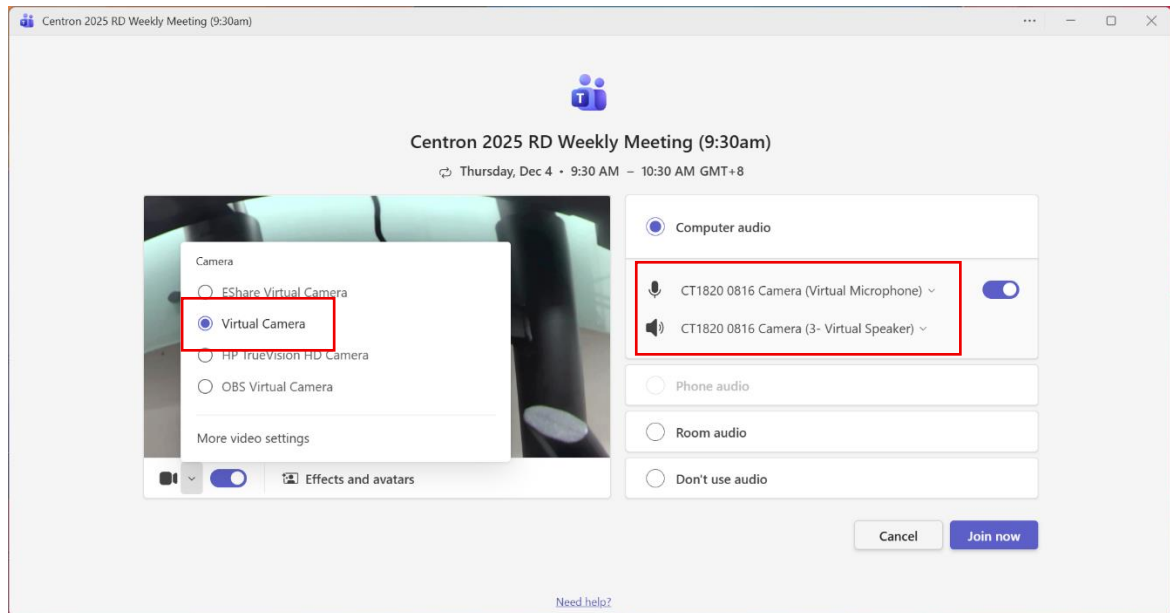 Centron 2025 RD Weekly Meeting (9:30am)
T
Centron 2025 RD Weekly Meeting (9:30am)
Thursday, Dec 4 • 9:30 AM – 10:30 AM GMT+8
Camera
EShare Virtual Camera
Virtual Camera
HP TrueVision HD Camera
OBS Virtual Camera
More video settings
Effects and avatars
Computer audio
CT1820 0816 Camera (Virtual Microphone)
CT1820 0816 Camera (3- Virtual Speaker)
Phone audio
Room audio
Don't use audio
Cancel
Join now
Need help?